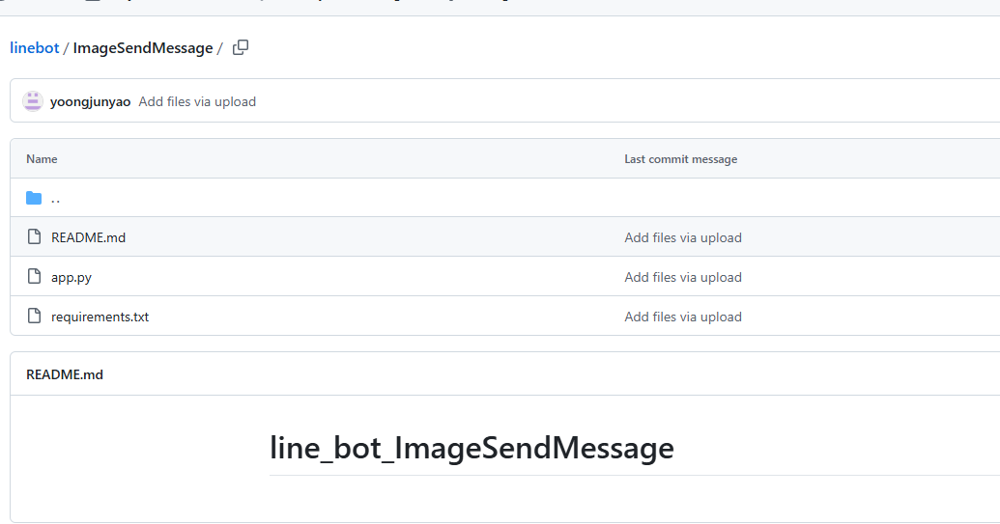 linebot / ImageSendMessage /
yoongjunyao Add files via upload
Name Last commit message
..
README.md Add files via upload
app.py Add files via upload
requirements.txt Add files via upload
README.md
line_bot_ImageSendMessage